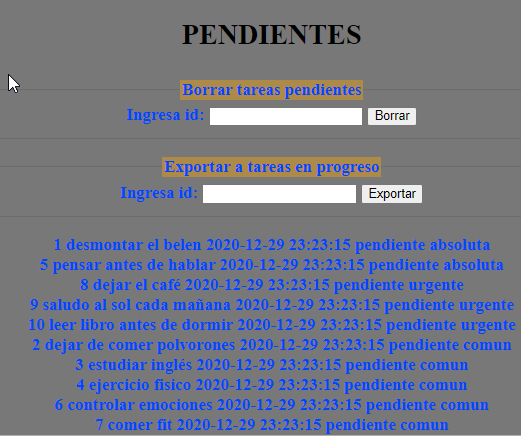 PENDIENTES
Borrar tareas pendientes
Ingresa id: Borrar
Exportar a tareas en progreso
Ingresa id: Exportar
1 desmontar el belen 2020-12-29 23:23:15 pendiente absoluta
5 pensar antes de hablar 2020-12-29 23:23:15 pendiente absoluta
8 dejar el café 2020-12-29 23:23:15 pendiente urgente
9 saludo al sol cada mañana 2020-12-29 23:23:15 pendiente urgente
10 leer libro antes de dormir 2020-12-29 23:23:15 pendiente urgente
2 dejar de comer polvorones 2020-12-29 23:23:15 pendiente comun
3 estudiar inglés 2020-12-29 23:23:15 pendiente comun
4 ejercicio fisico 2020-12-29 23:23:15 pendiente comun
6 controlar emociones 2020-12-29 23:23:15 pendiente comun
7 comer fit 2020-12-29 23:23:15 pendiente comun